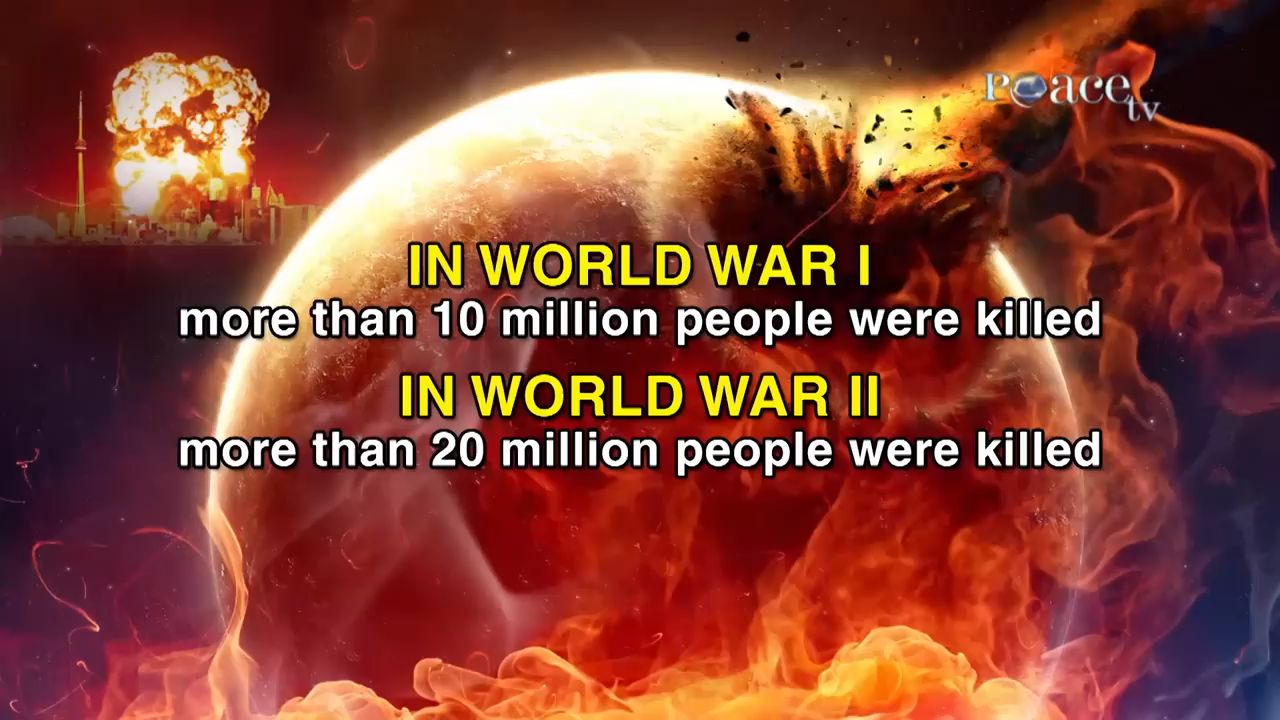 peace tv
IN WORLD WAR I
more than 10 million people were killed
IN WORLD WAR II
more than 20 million people were killed